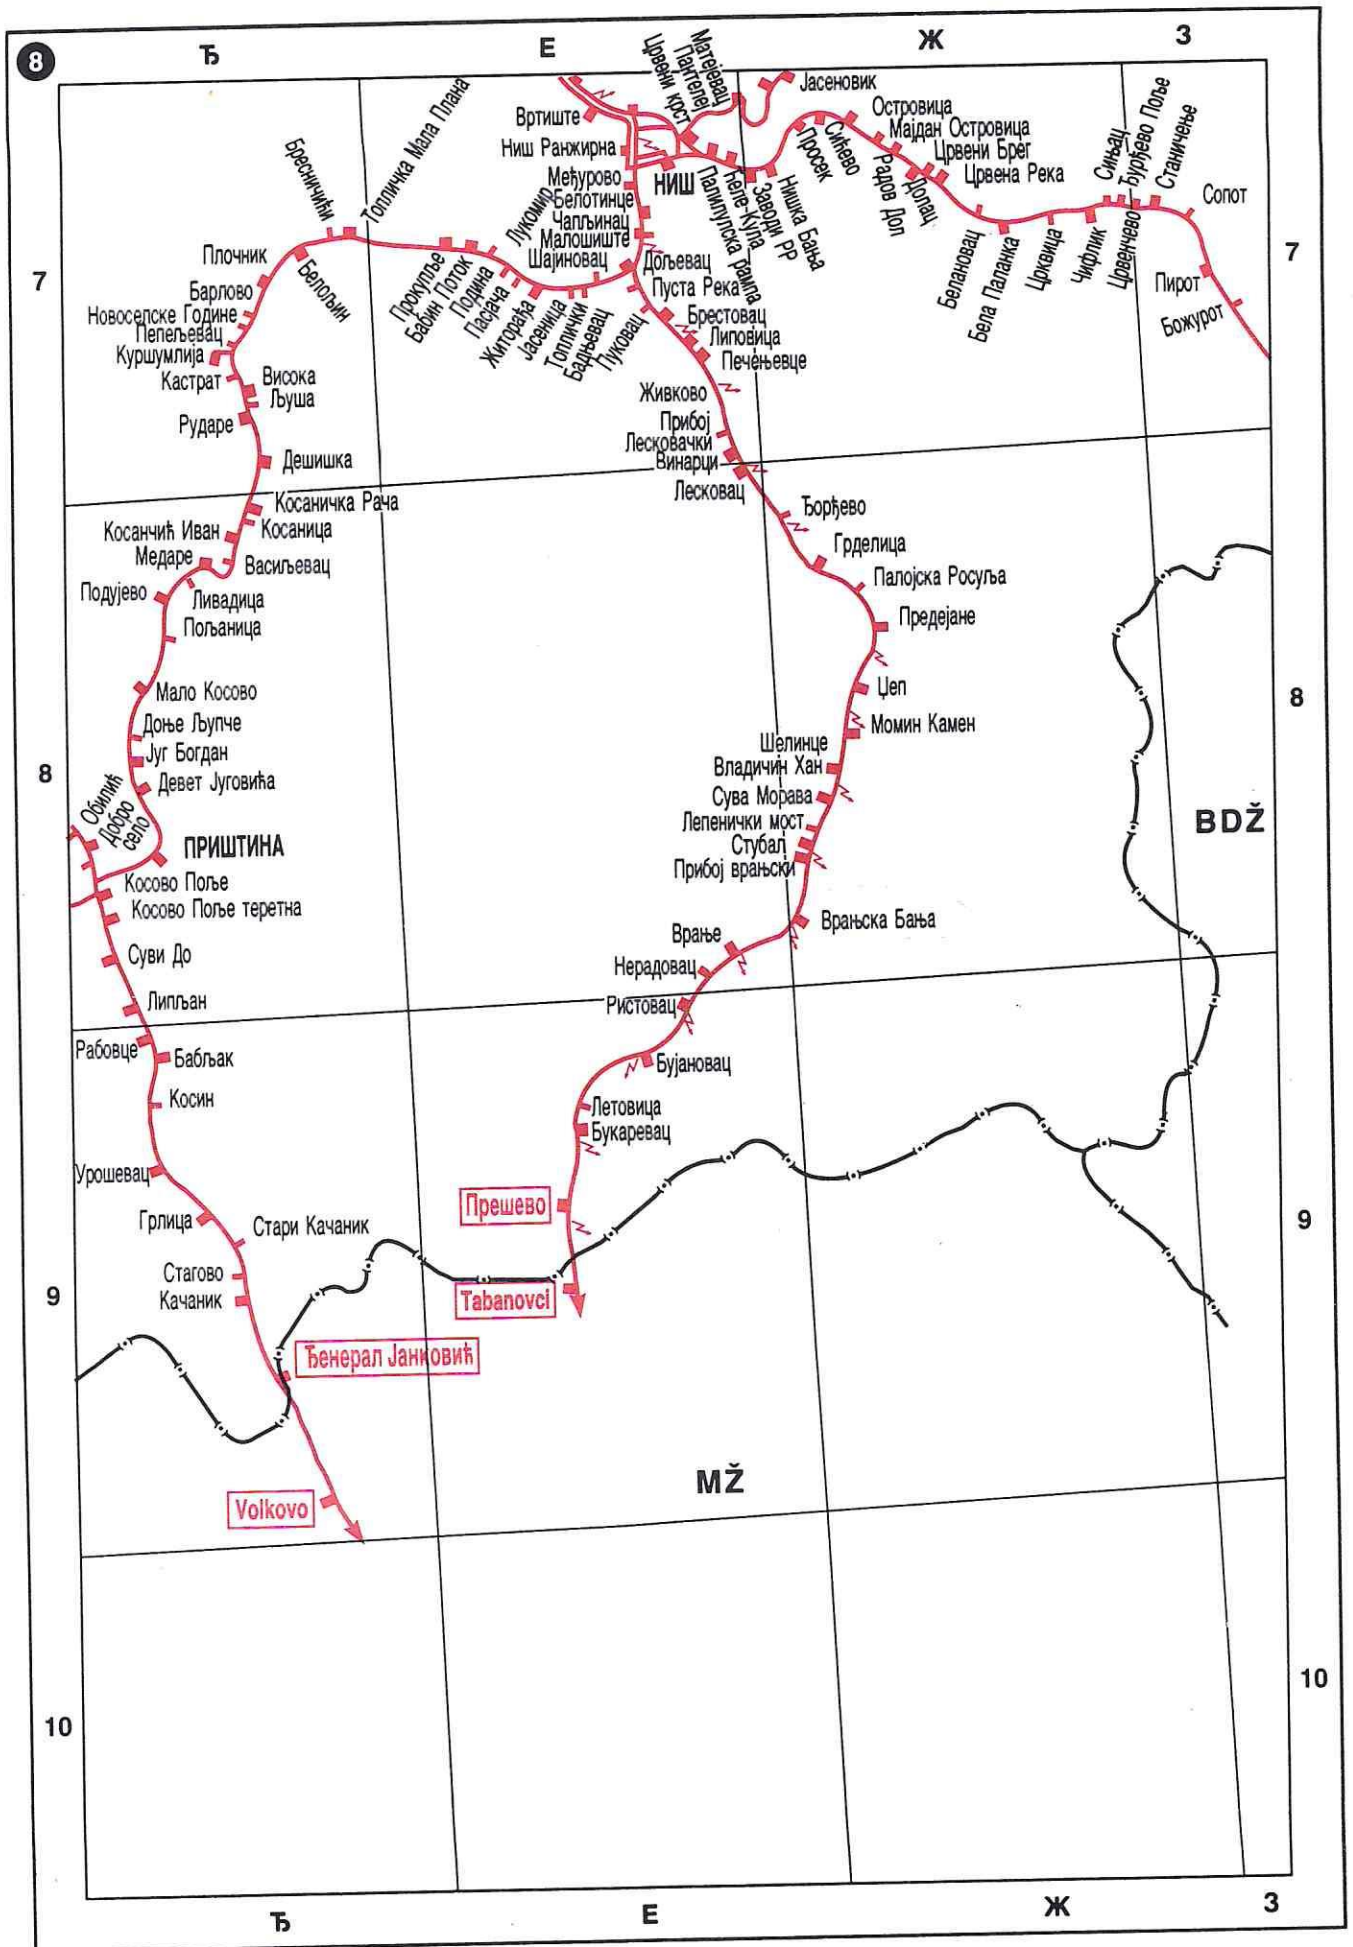 8
Ђ
Е
Ж
З
Бресничићи
Топличка Мала Плана
Вртиште
Ниш Ранжирна
Међурово
Белотинце
Чапљинац
Малошиште
Шајиновац
Лукомир
Црвени крст
Пантелеј
Матејевац
Јасеновик
НИШ
Палилулска рампа
Ћеле-Кула
Заводи РР
Нишка Бања
Просек
Сићево
Островица
Мајдан Островица
Црвени Брег
Црвена Река
Радов Дол
Долац
Сињац
Ђурђево Поље
Станичење
Сопот
Белановац
Бела Паланка
Црквица
Чифлик
Црвенчево
Пирот
Божурот
7
7
Плочник
Барлово
Новоселске Године
Пепељевац
Куршумлија
Кастрат
Рударе
Белољин
Висока
Љуша
Дешишка
Прокупље
Бабин Поток
Подина
Пасјача
Житорађа
Јасеница
Топлички
Бадњевац
Пуковац
Дољевац
Пуста Река
Брестовац
Липовица
Печењевце
Живково
Прибој
Лесковачки
Винарци
Лесковац
Косаничка Рача
Косанчић Иван
Косаница
Медаре
Васиљевац
Подујево
Ливадица
Пољаница
Ђорђево
Грделица
Палојска Росуља
Предејане
Мало Косово
Доње Љупче
Југ Богдан
Девет Југовића
Џеп
Момин Камен
Шелинце
Владичин Хан
Сува Морава
Лепенички мост
Стубал
Прибој врањски
8
8
BDŽ
Обилић
Добро
село
ПРИШТИНА
Косово Поље
Косово Поље теретна
Суви До
Липљан
Врањска Бања
Врање
Нерадовац
Ристовац
Рабовце
Бабљак
Косин
Бујановац
Летовица
Букаревац
Урошевац
Грлица
Стари Качаник
Стагово
Качаник
Прешево
Tabanovci
9
9
Ђенерал Јанковић
Volkovo
MŽ
10
10
Ђ
Е
Ж
З